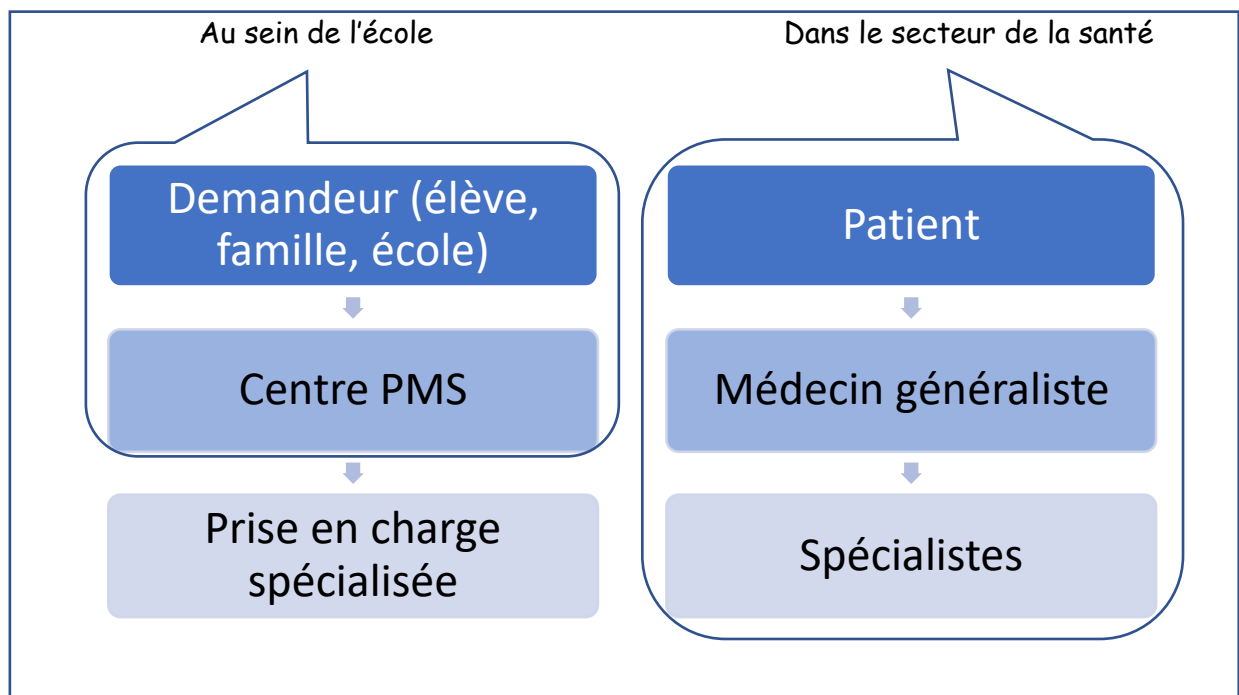 Au sein de l'école
Dans le secteur de la santé
Demandeur (élève,
famille, école)
Patient
Centre PMS
Médecin généraliste
Prise en charge
spécialisée
Spécialistes